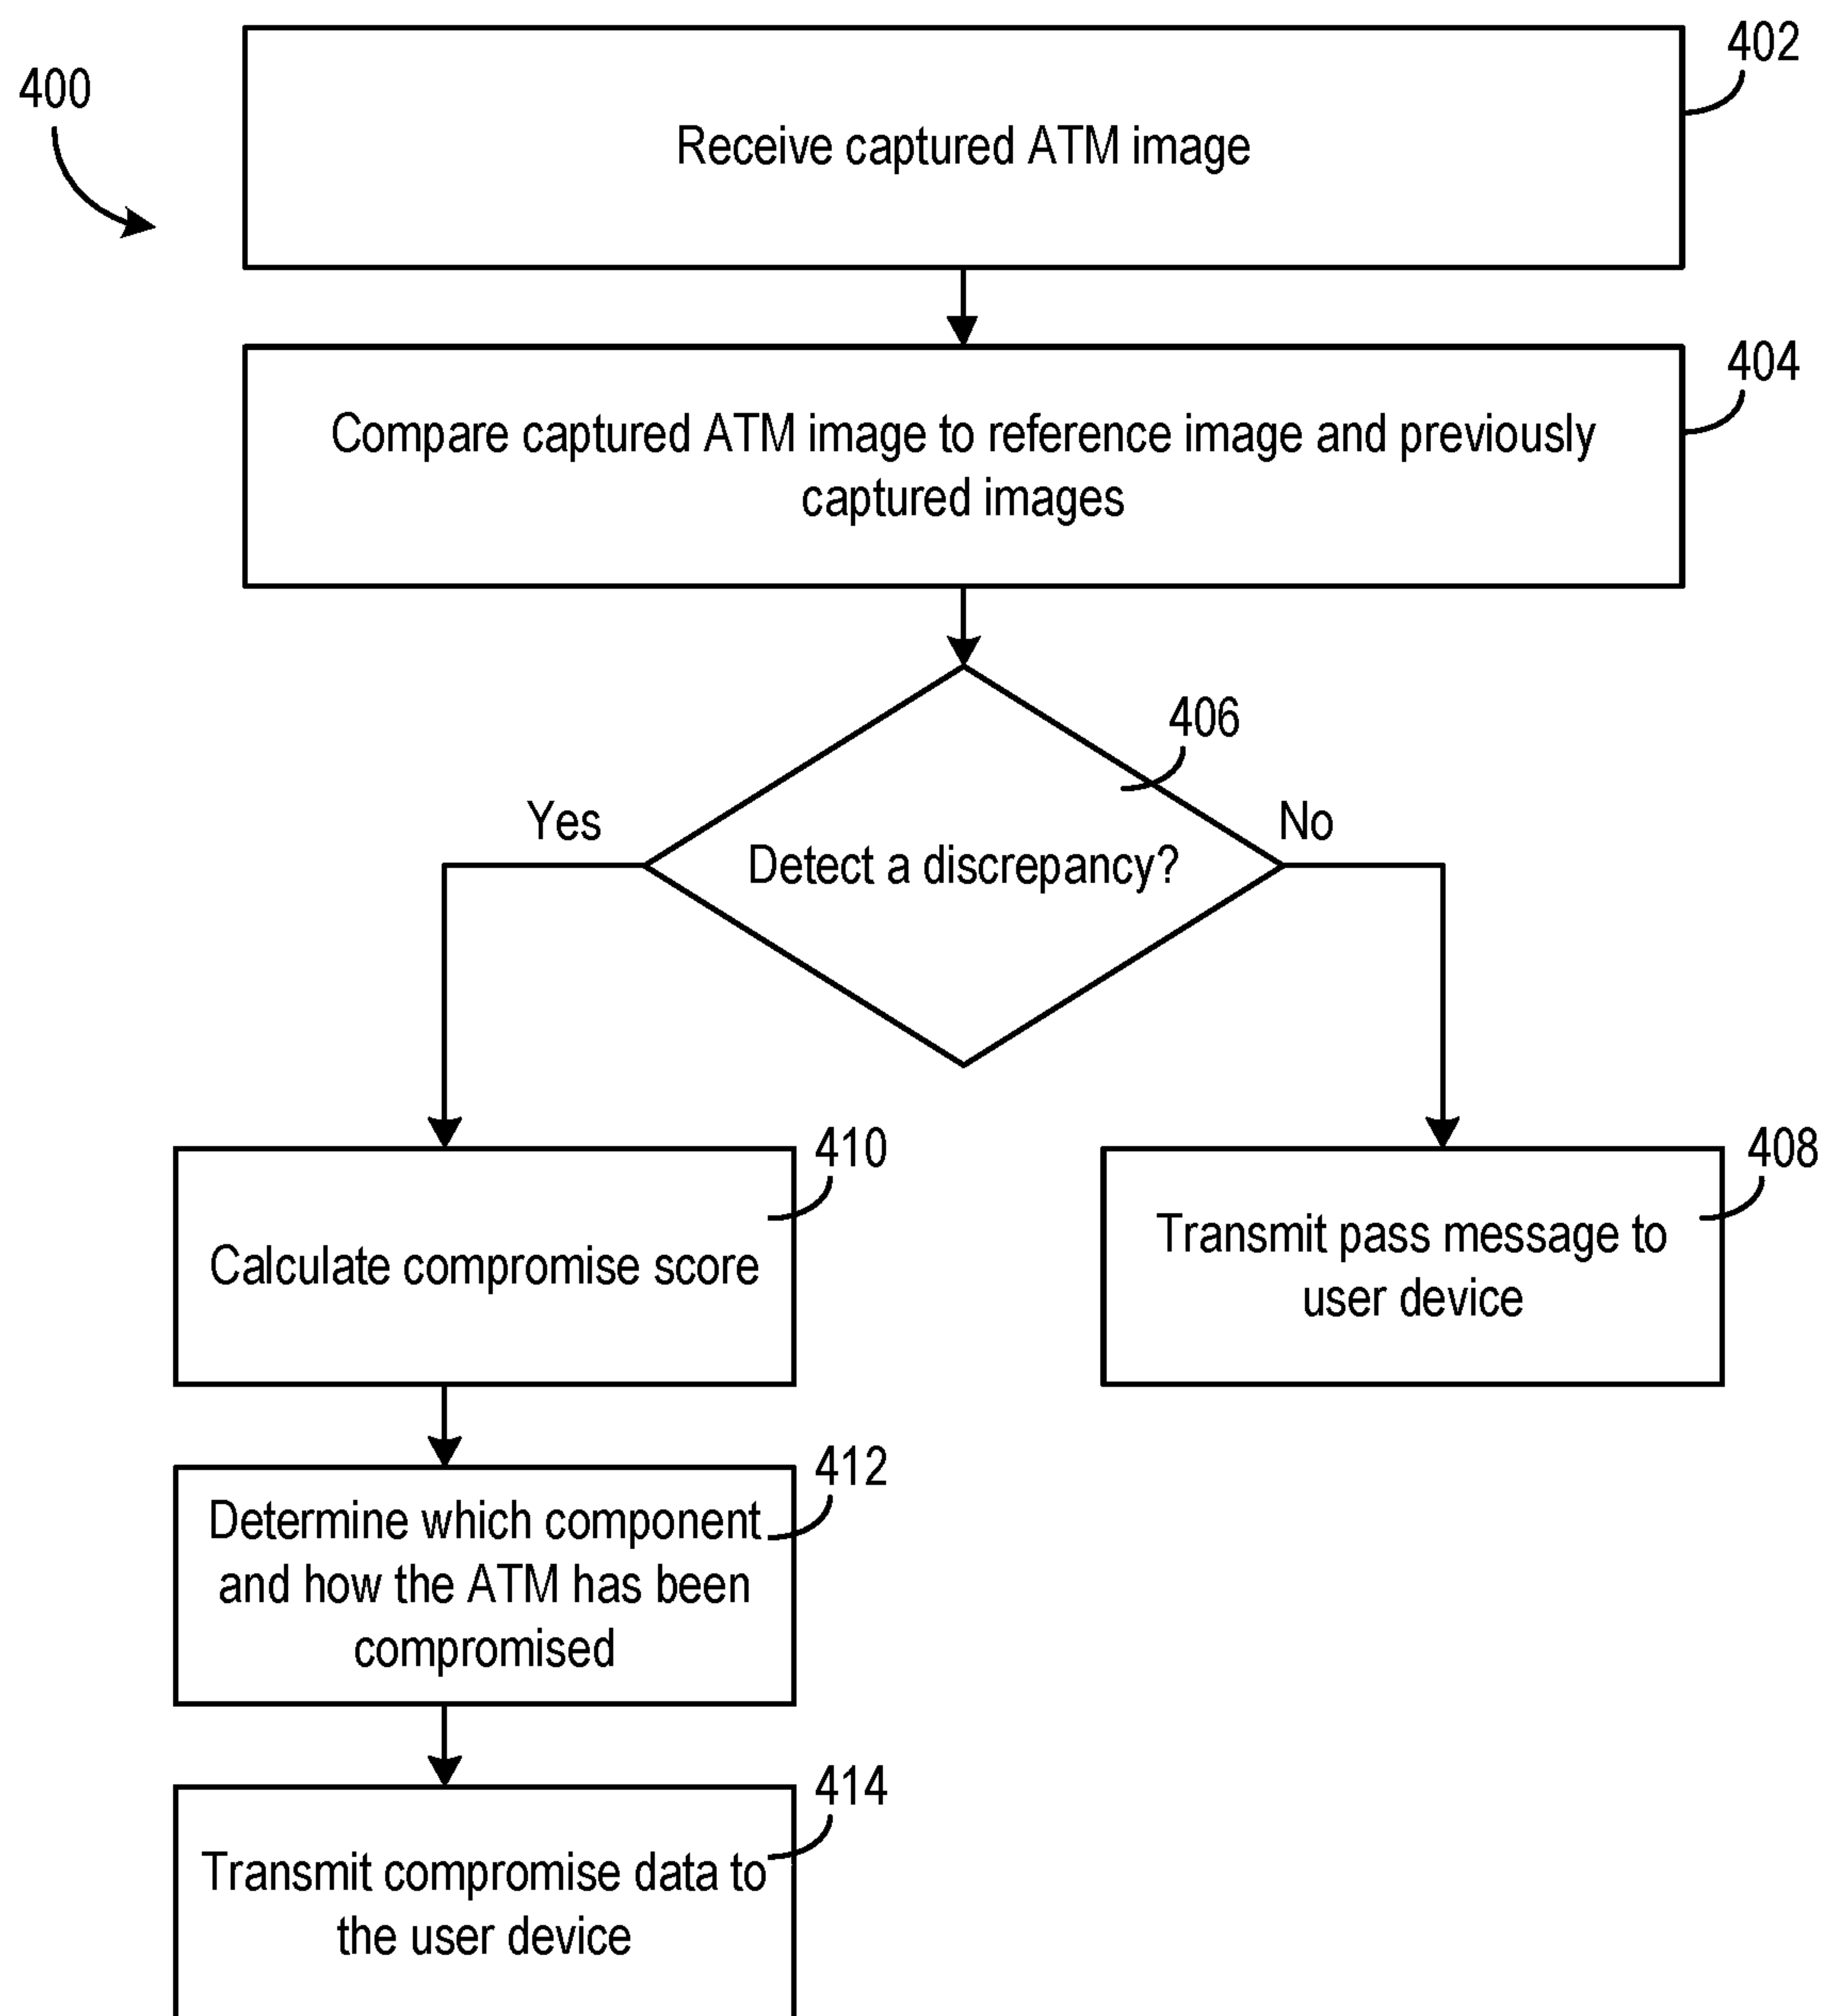 400
402
Receive captured ATM image
404
Compare captured ATM image to reference image and previously
captured images
406
Yes
No
Detect a discrepancy?
410
Calculate compromise score
408
Transmit pass message to
user device
412
Determine which component
and how the ATM has been
compromised
414
Transmit compromise data to
the user device